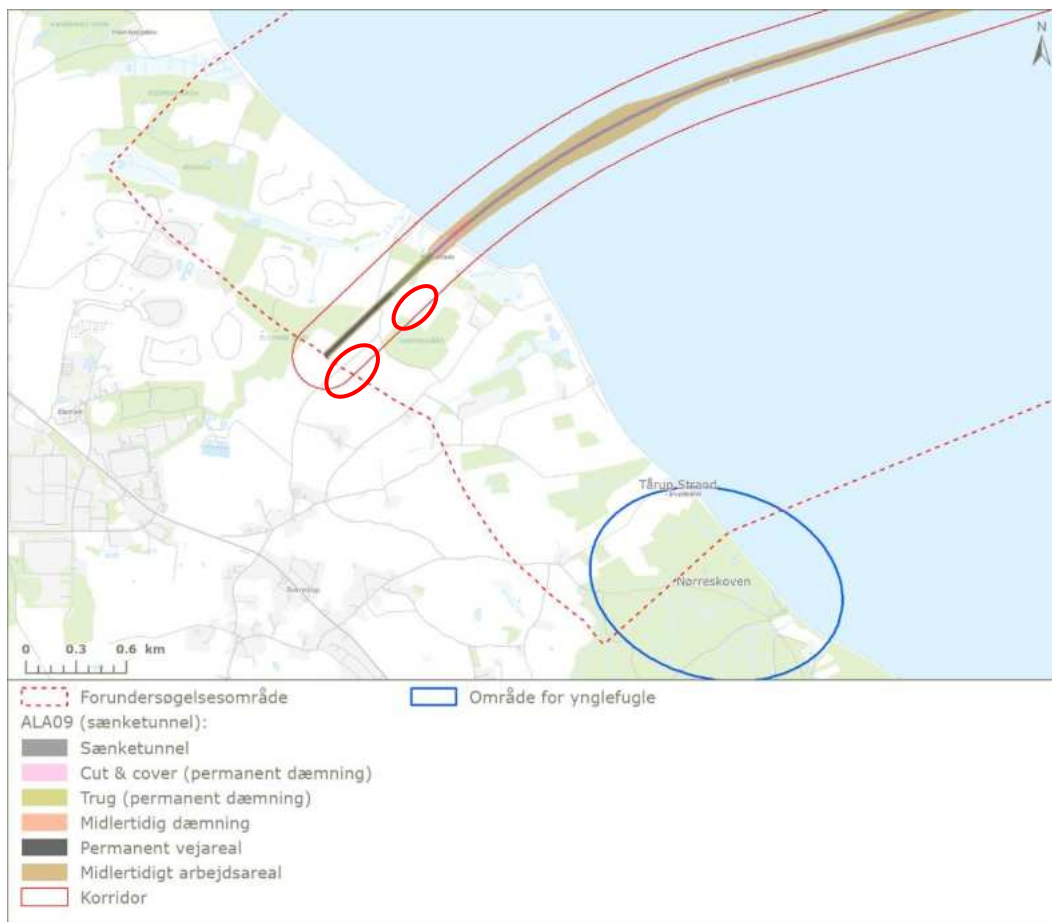 N
Tårup Strand
Nørreskoven
0 0.3 0.6 km
Forundersøgelsesområde
Område for ynglefugle
ALA09 (sænketunnel):
Sænketunnel
Cut & cover (permanent dæmning)
Trug (permanent dæmning)
Midlertidig dæmning
Permanent vejareal
Midlertidigt arbejdsareal
Korridor